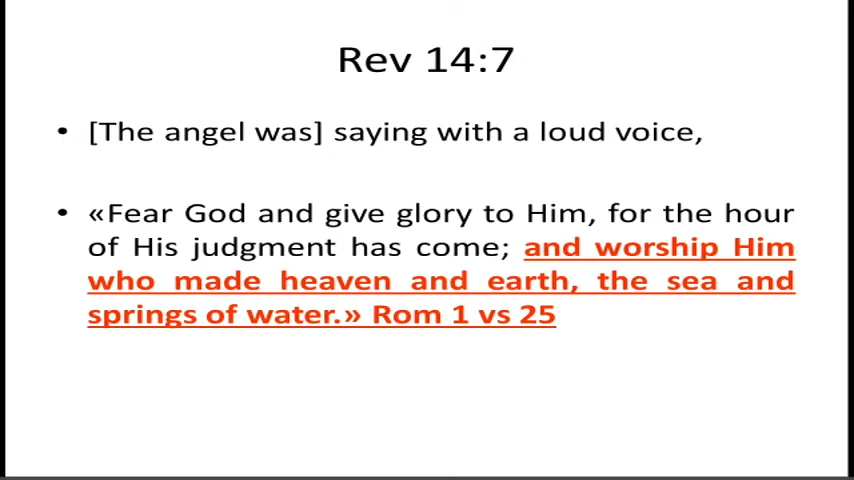 Rev 14:7
• [The angel was] saying with a loud voice,
• «Fear God and give glory to Him, for the hour
of His judgment has come; and worship Him
who made heaven and earth, the sea and
springs of water.» Rom 1 vs 25